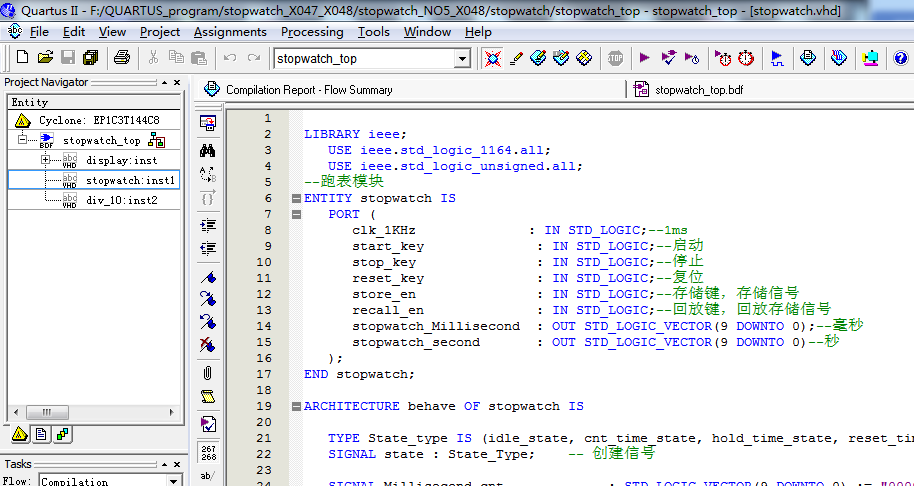 Quartus II - F:/QUARTUS_program/stopwatch_X047_X048/stopwatch_NO5_X048/stopwatch/stopwatch_top - stopwatch_top - [stopwatch.vhd]
File Edit View Project Assignments Processing Tools Window Help
stopwatch_top
Project Navigator
Entity
Cyclone: EP1C3T144C8
stopwatch_top
display:inst
stopwatch:inst1
div_10:inst2
Tasks
Flow: Compilation
Compilation Report - Flow Summary
stopwatch_top.bdf
1
2 LIBRARY ieee;
3 USE ieee.std_logic_1164.all;
4 USE ieee.std_logic_unsigned.all;
5 --跑表模块
6 ENTITY stopwatch IS
7 PORT (
8 clk_1KHz : IN STD_LOGIC;--1ms
9 start_key : IN STD_LOGIC;--启动
10 stop_key : IN STD_LOGIC;--停止
11 reset_key : IN STD_LOGIC;--复位
12 store_en : IN STD_LOGIC;--存储键，存储信号
13 recall_en : IN STD_LOGIC;--回放键，回放存储信号
14 stopwatch_Millisecond : OUT STD_LOGIC_VECTOR(9 DOWNTO 0);--毫秒
15 stopwatch_second : OUT STD_LOGIC_VECTOR(9 DOWNTO 0)--秒
16 );
17 END stopwatch;
18
19 ARCHITECTURE behave OF stopwatch IS
20
21 TYPE State_type IS (idle_state, cnt_time_state, hold_time_state, reset_ti
22 SIGNAL state : State_Type; -- 创建信号
23